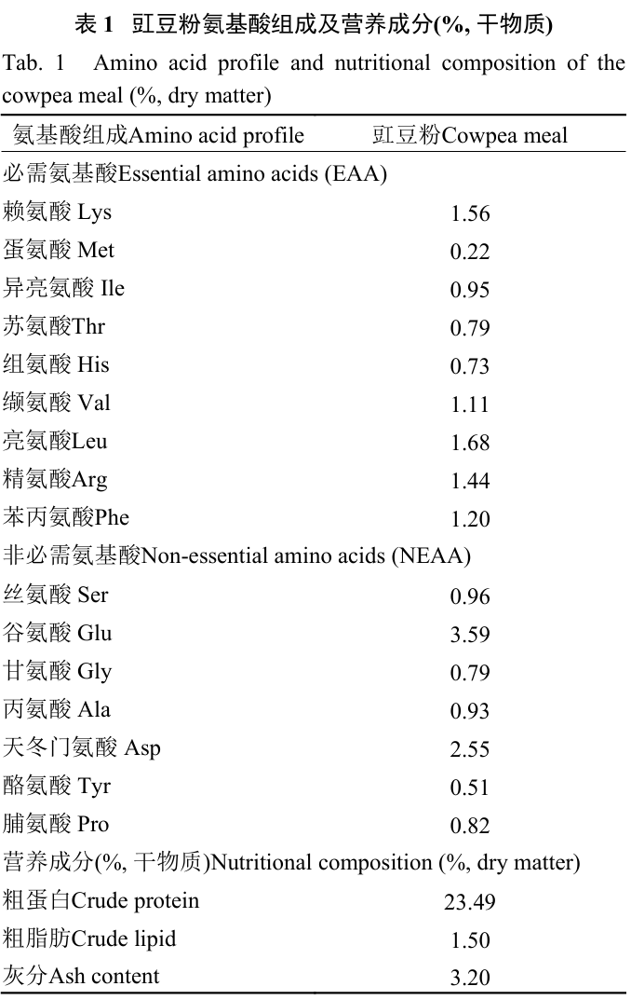 表 1 豇豆粉氨基酸组成及营养成分(%, 干物质)
Tab. 1 Amino acid profile and nutritional composition of the
cowpea meal (%, dry matter)
氨基酸组成Amino acid profile 豇豆粉Cowpea meal
必需氨基酸Essential amino acids (EAA)
赖氨酸 Lys 1.56
蛋氨酸 Met 0.22
异亮氨酸 Ile 0.95
苏氨酸Thr 0.79
组氨酸 His 0.73
缬氨酸 Val 1.11
亮氨酸Leu 1.68
精氨酸Arg 1.44
苯丙氨酸Phe 1.20
非必需氨基酸Non-essential amino acids (NEAA)
丝氨酸 Ser 0.96
谷氨酸 Glu 3.59
甘氨酸 Gly 0.79
丙氨酸 Ala 0.93
天冬门氨酸 Asp 2.55
酪氨酸 Tyr 0.51
脯氨酸 Pro 0.82
营养成分(%, 干物质)Nutritional composition (%, dry matter)
粗蛋白Crude protein 23.49
粗脂肪Crude lipid 1.50
灰分Ash content 3.20